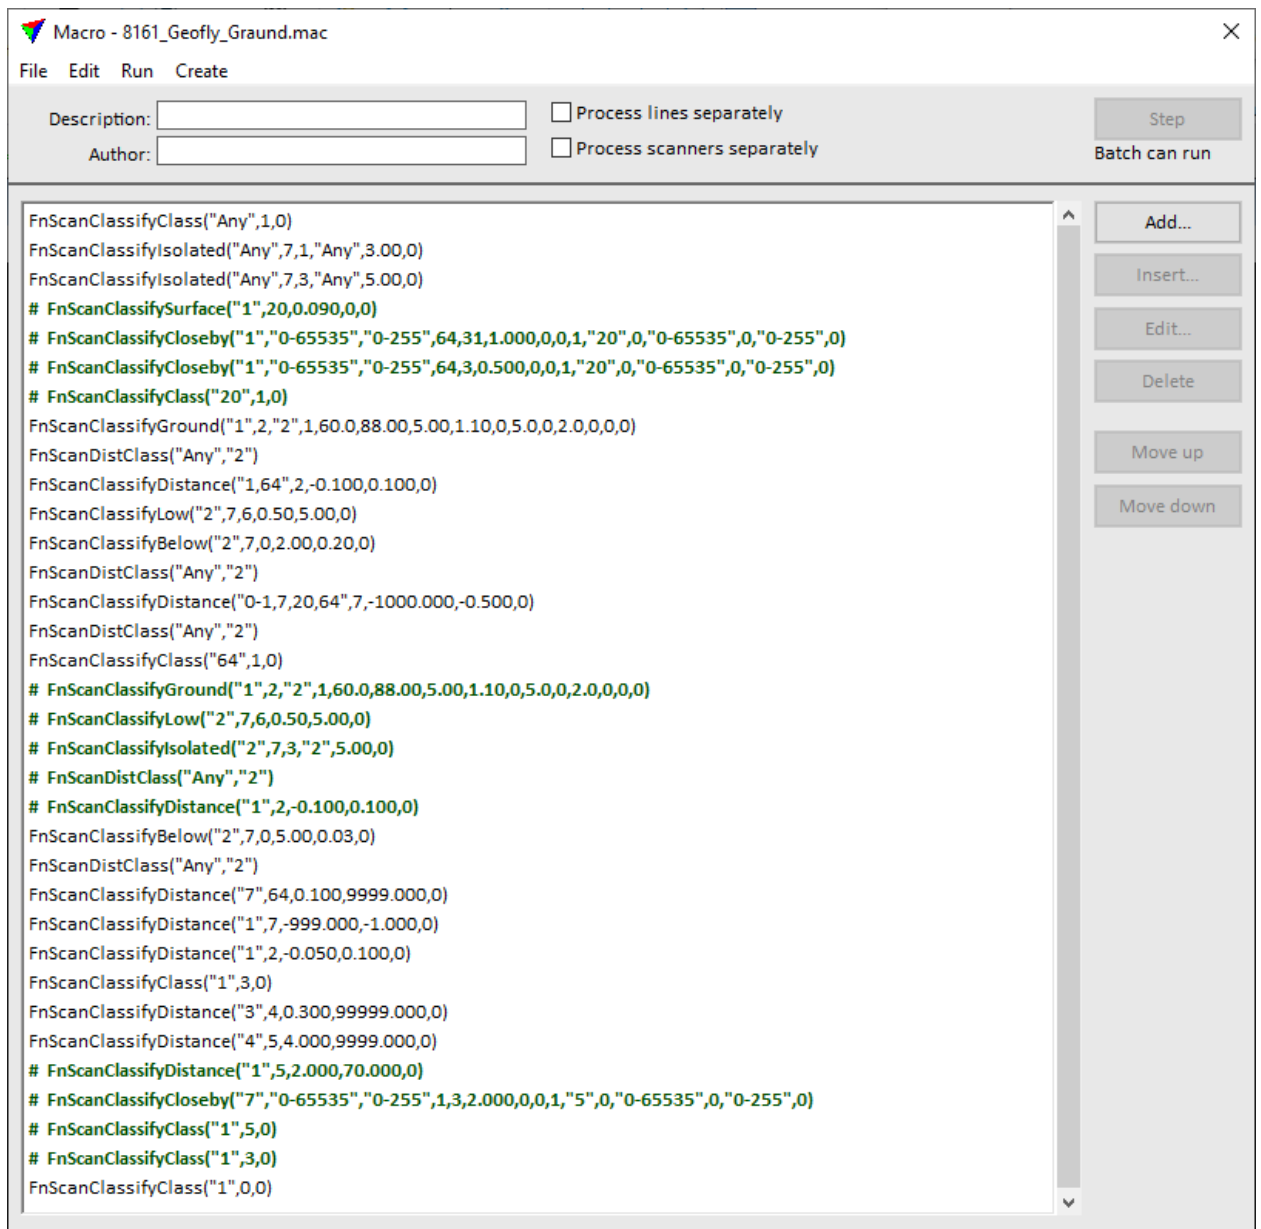 Macro - 8161_Geofly_Graund.mac
File Edit Run Create
Description:
Process lines separately
Step
Author:
Process scanners separately
Batch can run
FnScanClassifyClass("Any",1,0)
Add...
FnScanClassifyIsolated("Any",7,1,"Any",3.00,0)
FnScanClassifyIsolated("Any",7,3,"Any",5.00,0)
Insert...
# FnScanClassifySurface("1",20,0.090,0,0)
# FnScanClassifyCloseby("1","0-65535","0-255",64,31,1.000,0,0,1,"20",0,"0-65535",0,"0-255",0)
Edit...
# FnScanClassifyCloseby("1","0-65535","0-255",64,3,0.500,0,0,1,"20",0,"0-65535",0,"0-255",0)
Delete
# FnScanClassifyClass("20",1,0)
FnScanClassifyGround("1",2,"2",1,60.0,88.00,5.00,1.10,0,5.0,0,2.0,0,0,0)
FnScanDistClass("Any","2")
Move up
FnScanClassifyDistance("1,64",2,-0.100,0.100,0)
FnScanClassifyLow("2",7,6,0.50,5.00,0)
Move down
FnScanClassifyBelow("2",7,0,2.00,0.20,0)
FnScanDistClass("Any","2")
FnScanClassifyDistance("0-1,7,20,64",7,-1000.000,-0.500,0)
FnScanDistClass("Any","2")
FnScanClassifyClass("64",1,0)
# FnScanClassifyGround("1",2,"2",1,60.0,88.00,5.00,1.10,0,5.0,0,2.0,0,0,0)
# FnScanClassifyLow("2",7,6,0.50,5.00,0)
# FnScanClassifyIsolated("2",7,3,"2",5.00,0)
# FnScanDistClass("Any","2")
# FnScanClassifyDistance("1",2,-0.100,0.100,0)
FnScanClassifyBelow("2",7,0,5.00,0.03,0)
FnScanDistClass("Any","2")
FnScanClassifyDistance("7",64,0.100,9999.000,0)
FnScanClassifyDistance("1",7,-999.000,-1.000,0)
FnScanClassifyDistance("1",2,-0.050,0.100,0)
FnScanClassifyClass("1",3,0)
FnScanClassifyDistance("3",4,0.300,99999.000,0)
FnScanClassifyDistance("4",5,4.000,9999.000,0)
# FnScanClassifyDistance("1",5,2.000,70.000,0)
# FnScanClassifyCloseby("7","0-65535","0-255",1,3,2.000,0,0,1,"5",0,"0-65535",0,"0-255",0)
# FnScanClassifyClass("1",5,0)
# FnScanClassifyClass("1",3,0)
FnScanClassifyClass("1",0,0)